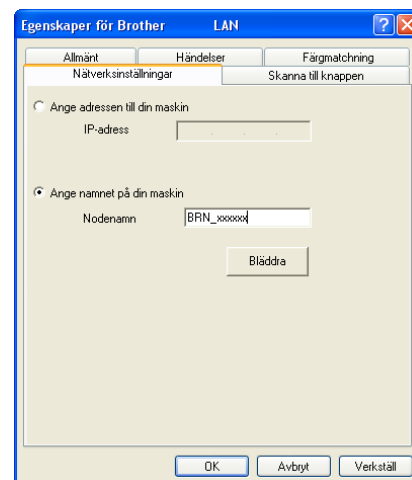 Egenskaper för Brother LAN
Allmänt Händelser Färgmatchning
Nätverksinställningar Skanna till knappen
Ange adressen till din maskin
IP-adress
Ange namnet på din maskin
Nodenamn BRN_xxxxxx
Bläddra
OK Avbryt Verkställ